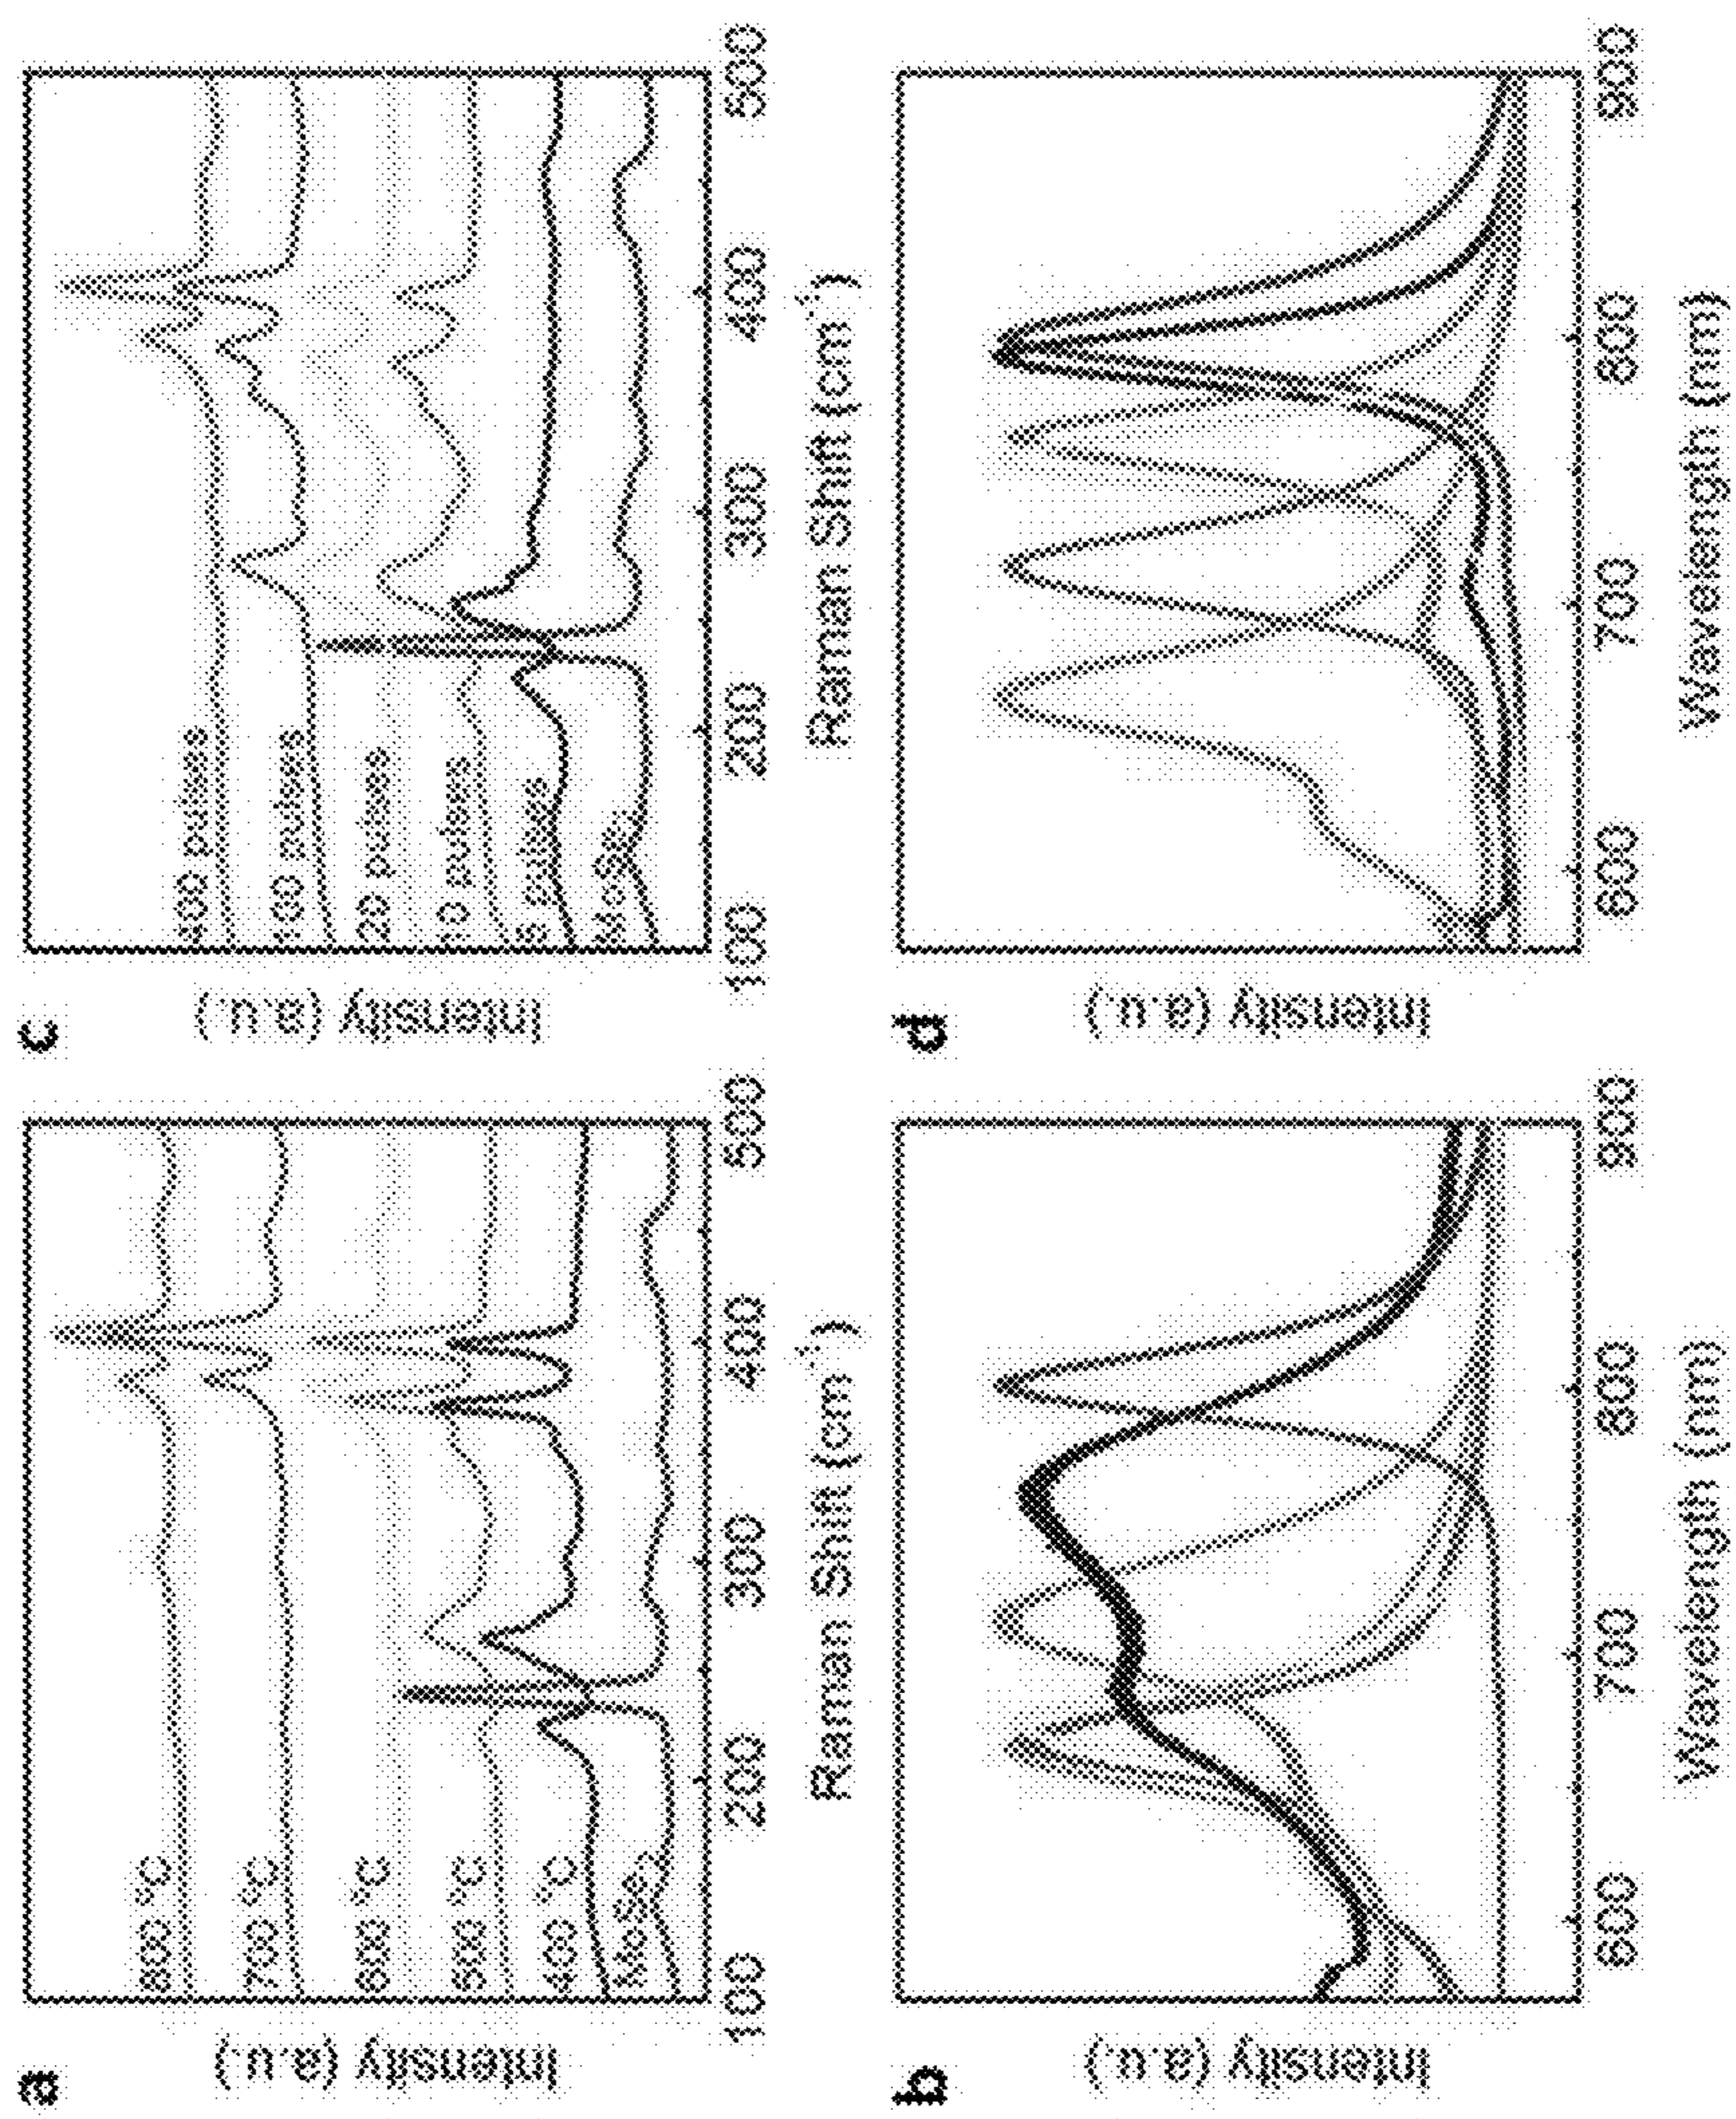 a
Intensity (a.u.)
800 °C
700 °C
600 °C
500 °C
400 °C
MoSe₂
100 200 300 400 500
Raman Shift (cm⁻¹)
b
Intensity (a.u.)
600 700 800 900
Wavelength (nm)
c
Intensity (a.u.)
400 pulses
100 pulses
20 pulses
10 pulses
5 pulses
MoSe₂
100 200 300 400 500
Raman Shift (cm⁻¹)
d
Intensity (a.u.)
600 700 800 900
Wavelength (nm)